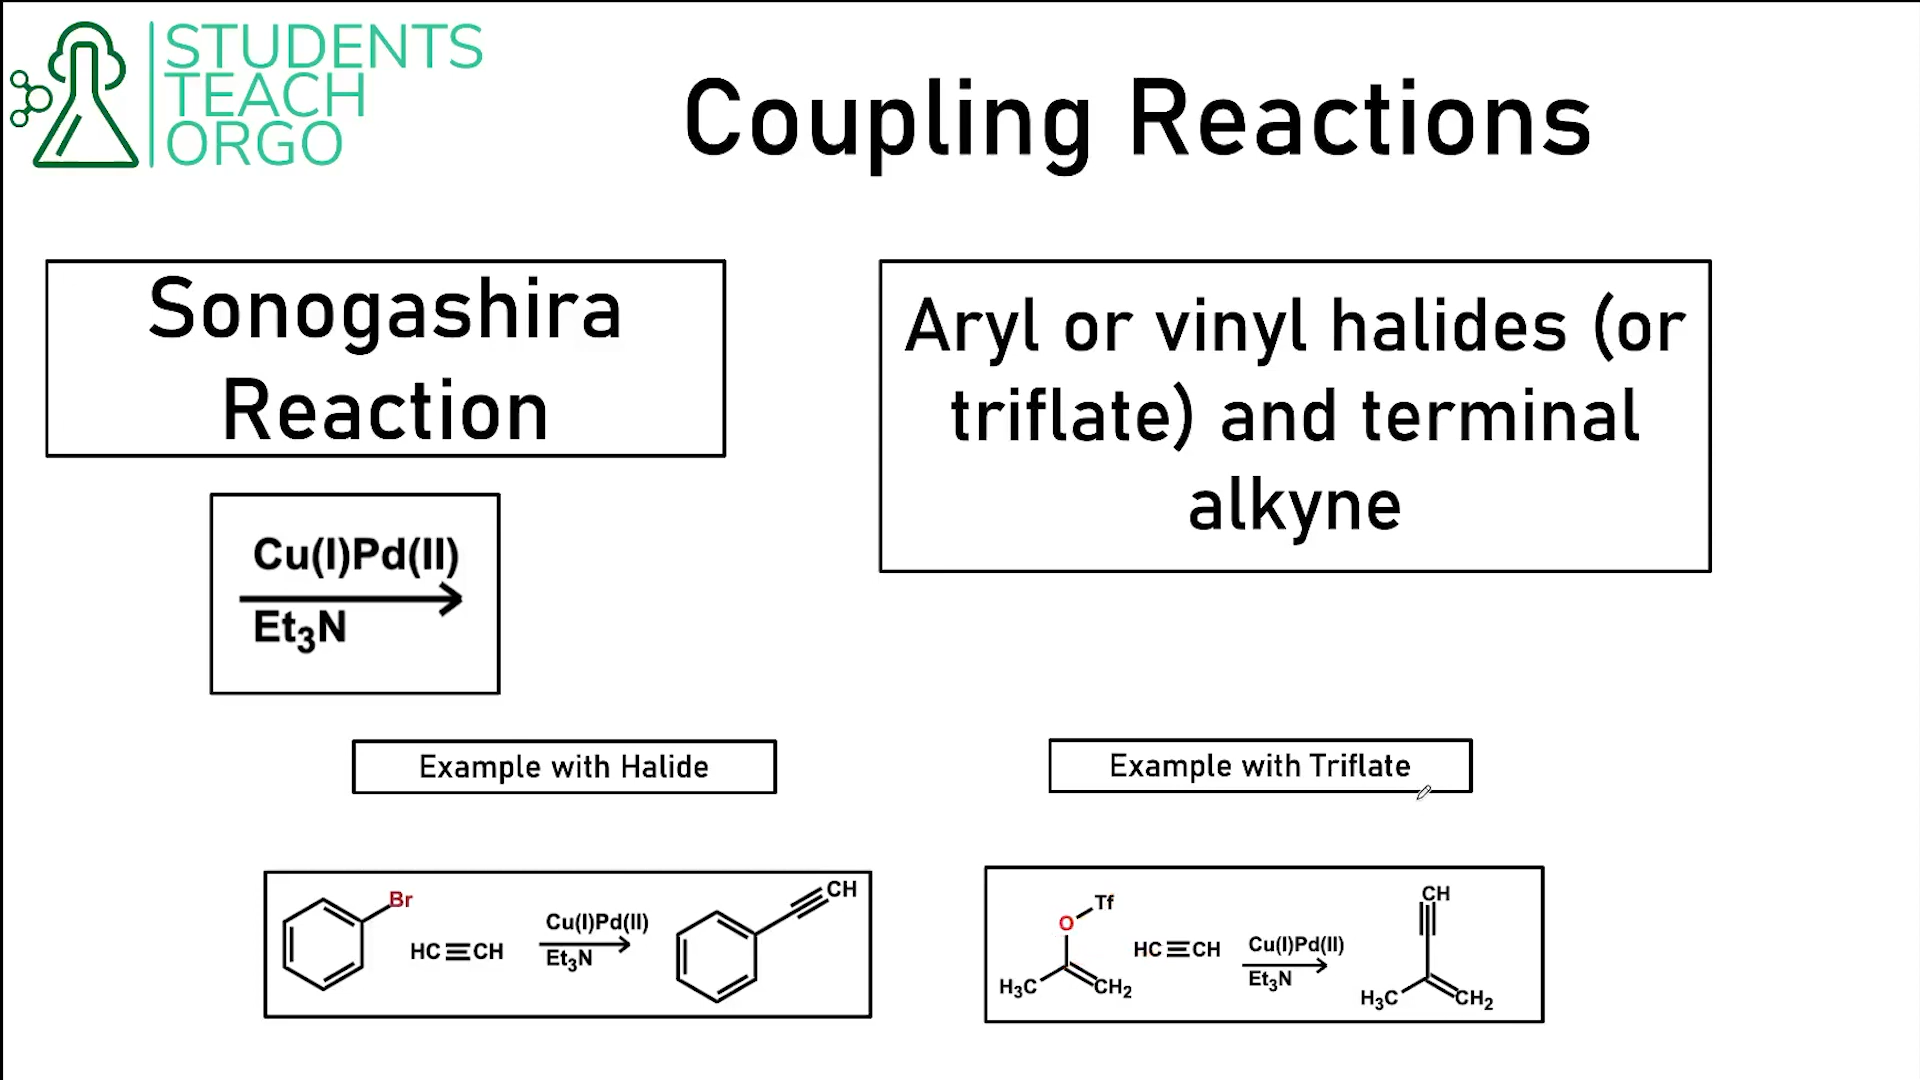 STUDENTS
TEACH
ORGO
Coupling Reactions
Sonogashira
Reaction
Aryl or vinyl halides (or
triflate) and terminal
alkyne
Cu(I)Pd(II)
Et₃N
Example with Halide
Example with Triflate
Br
HC≡CH
Cu(I)Pd(II)
Et₃N
CH
O
Tf
H₃C
CH₂
HC≡CH
Cu(I)Pd(II)
Et₃N
CH
H₃C
CH₂